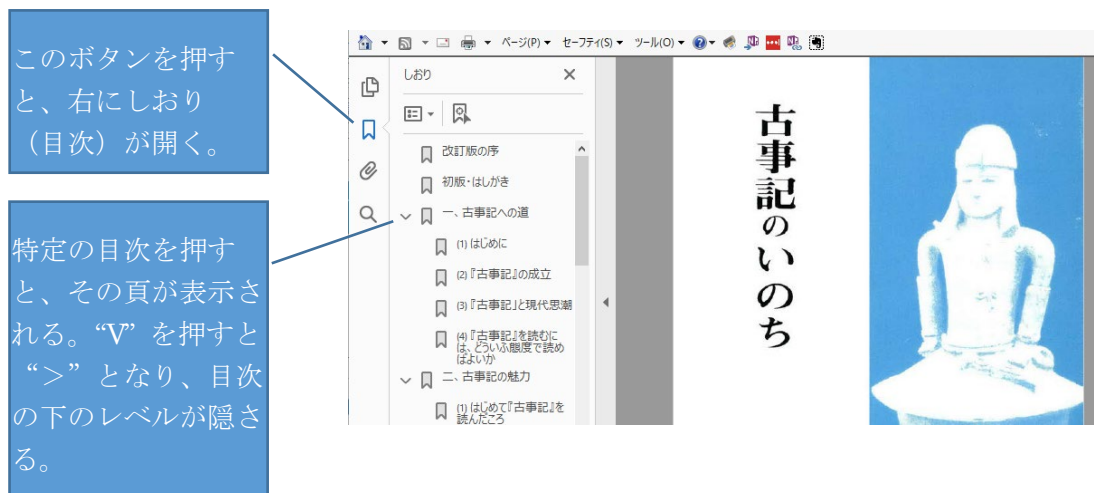 このボタンを押す
と、右にしおり
（目次）が開く。
特定の目次を押す
と、その頁が表示さ
れる。“V”を押すと
“＞”となり、目次
の下のレベルが隠さ
る。
ページ(P) セーフティ(S) ツール(O)
しおり
改訂版の序
初版・はしがき
一、古事記への道
(1) はじめに
(2)『古事記』の成立
(3)『古事記』と現代思潮
(4)『古事記』を読むに
は、どういふ態度で読め
ばよいか
二、古事記の魅力
(1) はじめて『古事記』を
読んだころ
古事記のいのち